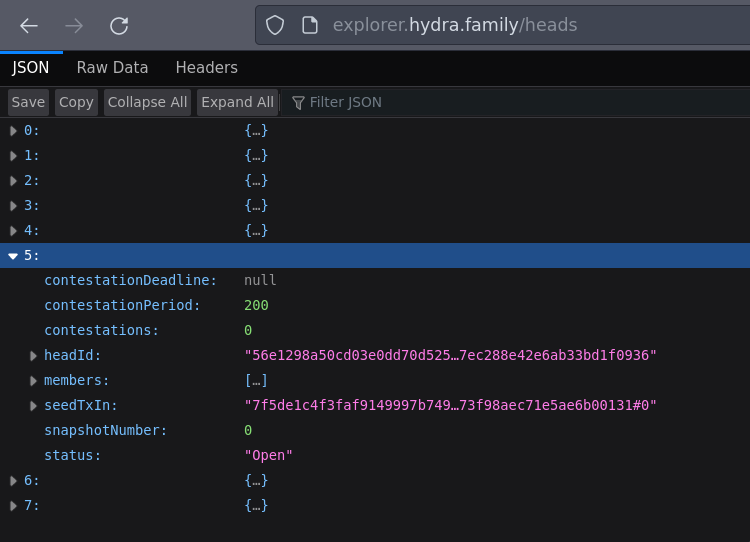 explorer.hydra.family/heads
JSON Raw Data Headers
Save Copy Collapse All Expand All Filter JSON
0: {…}
1: {…}
2: {…}
3: {…}
4: {…}
5:
contestationDeadline: null
contestationPeriod: 200
contestations: 0
headId: "56e1298a50cd03e0dd70d525…7ec288e42e6ab33bd1f0936"
members: […]
seedTxIn: "7f5de1c4f3faf9149997b749…73f98aec71e5ae6b00131#0"
snapshotNumber: 0
status: "Open"
6: {…}
7: {…}